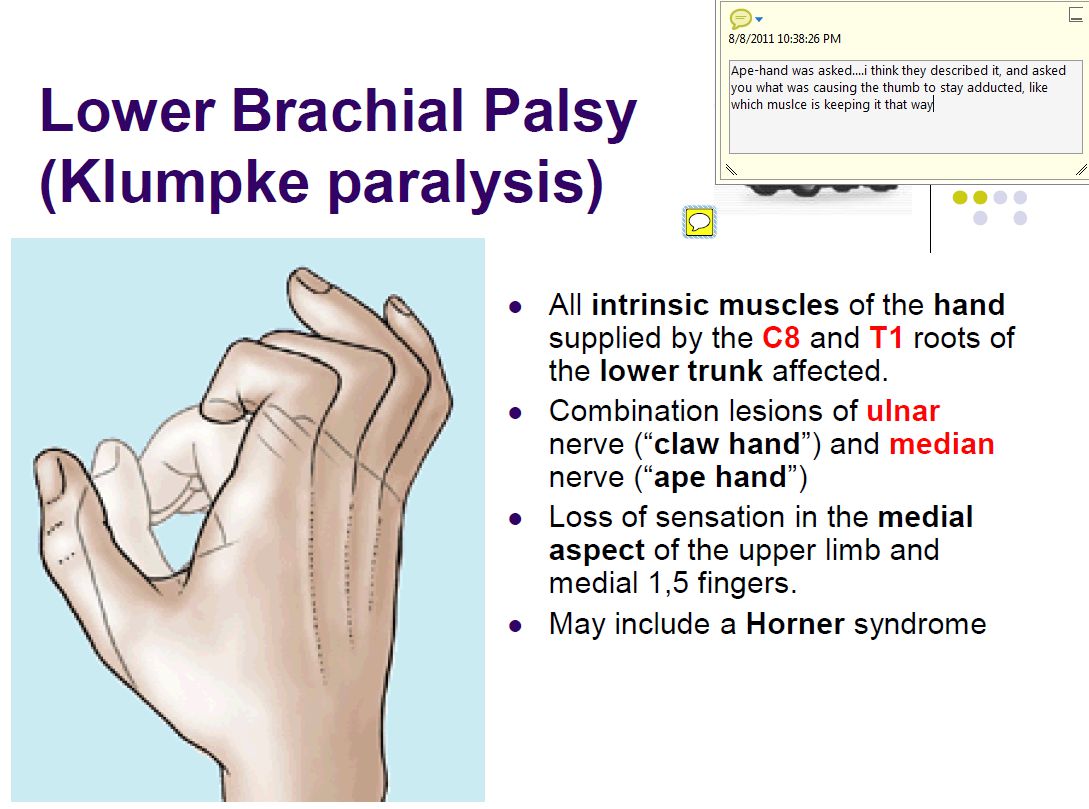 8/8/2011 10:38:26 PM
Ape-hand was asked....i think they described it, and asked
you what was causing the thumb to stay adducted, like
which muslce is keeping it that way
Lower Brachial Palsy
(Klumpke paralysis)
● All intrinsic muscles of the hand
supplied by the C8 and T1 roots of
the lower trunk affected.
● Combination lesions of ulnar
nerve (“claw hand”) and median
nerve (“ape hand”)
● Loss of sensation in the medial
aspect of the upper limb and
medial 1,5 fingers.
● May include a Horner syndrome